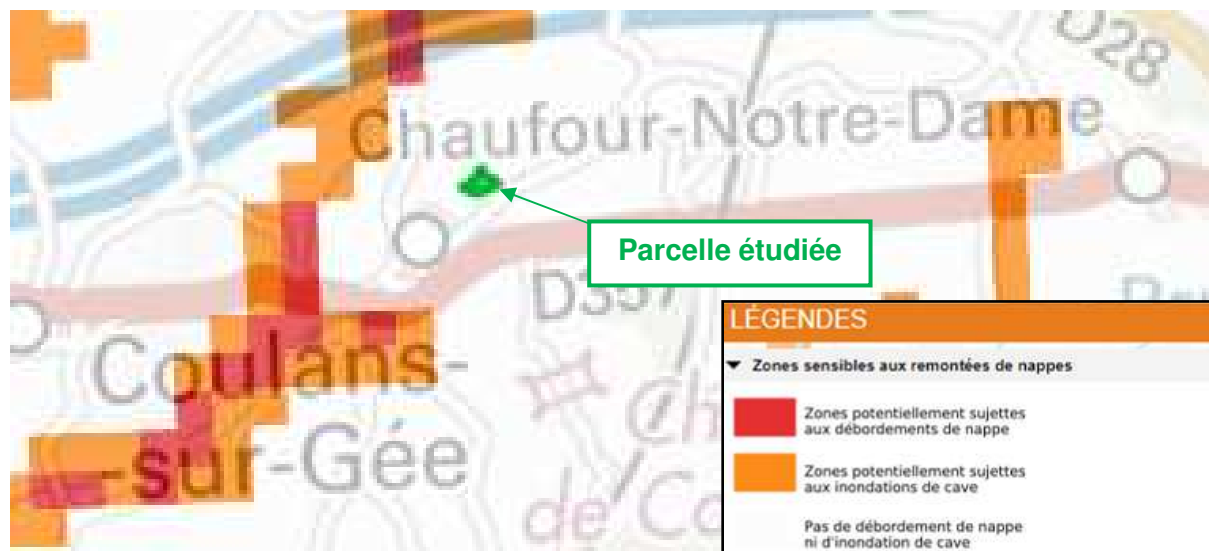 D28
Chaufour-Notre-Dame
Parcelle étudiée
D357
Coulans-
-sur-Gée
LÉGENDES
Zones sensibles aux remontées de nappes
Zones potentiellement sujettes
aux débordements de nappe
Zones potentiellement sujettes
aux inondations de cave
Pas de débordement de nappe
ni d'inondation de cave